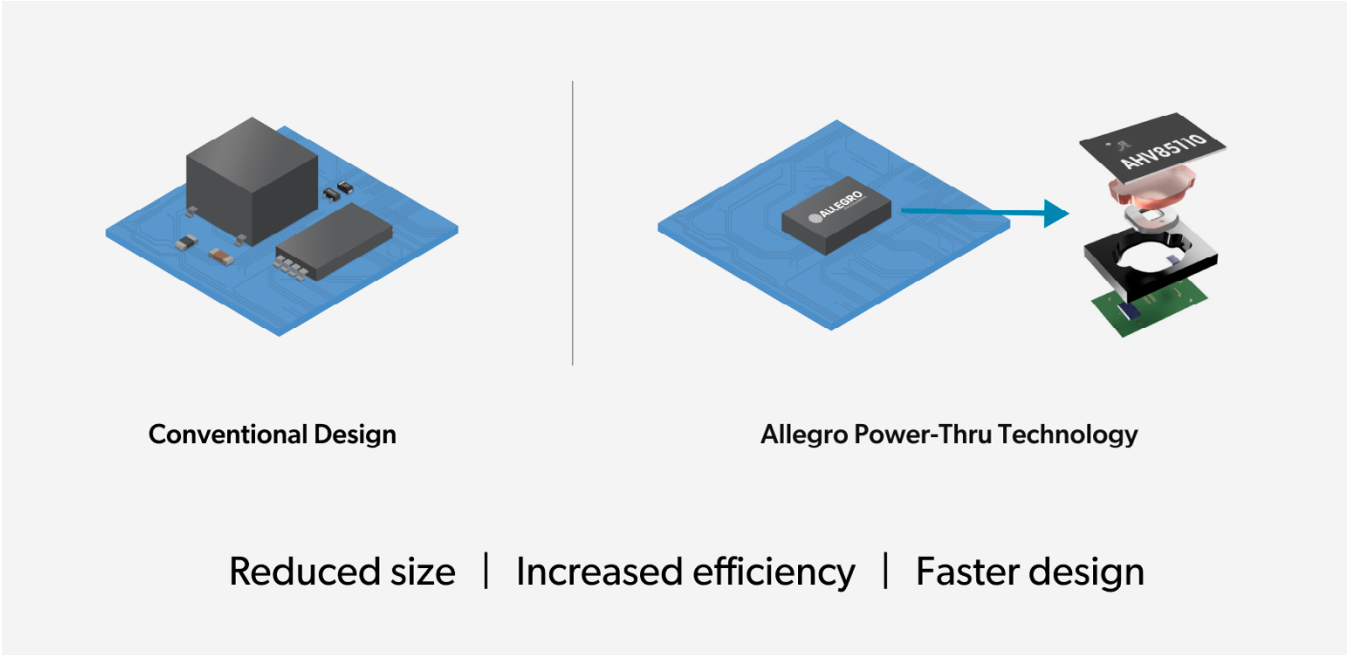 AHV85110
ALLEGRO
Conventional Design
Allegro Power-Thru Technology
Reduced size | Increased efficiency | Faster design